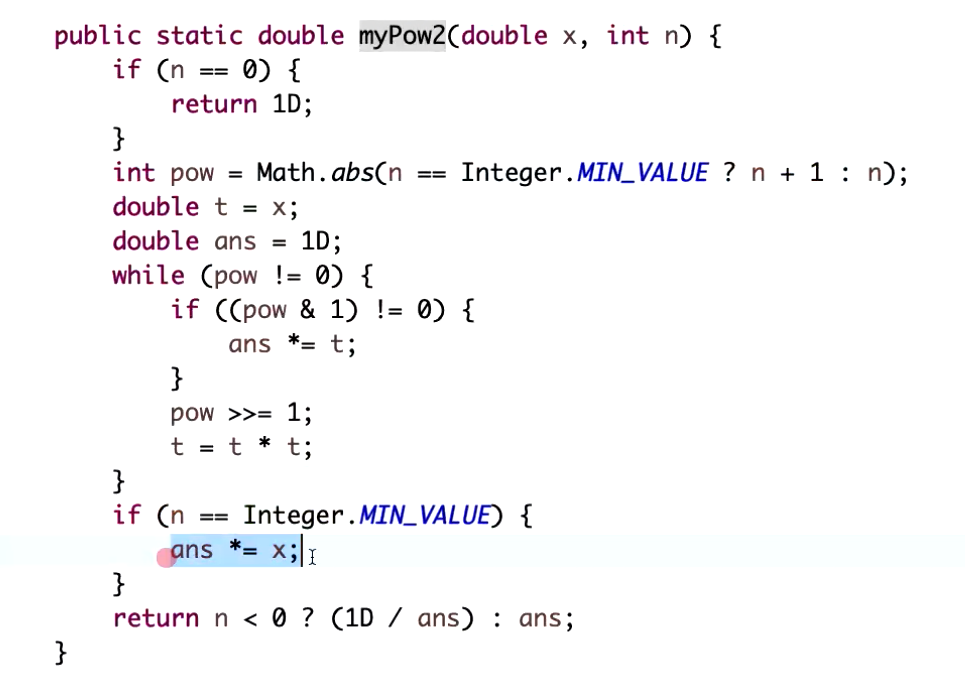 public static double myPow2(double x, int n) {
    if (n == 0) {
        return 1D;
    }
    int pow = Math.abs(n == Integer.MIN_VALUE ? n + 1 : n);
    double t = x;
    double ans = 1D;
    while (pow != 0) {
        if ((pow & 1) != 0) {
            ans *= t;
        }
        pow >>= 1;
        t = t * t;
    }
    if (n == Integer.MIN_VALUE) {
        ans *= x;
    }
    return n < 0 ? (1D / ans) : ans;
}